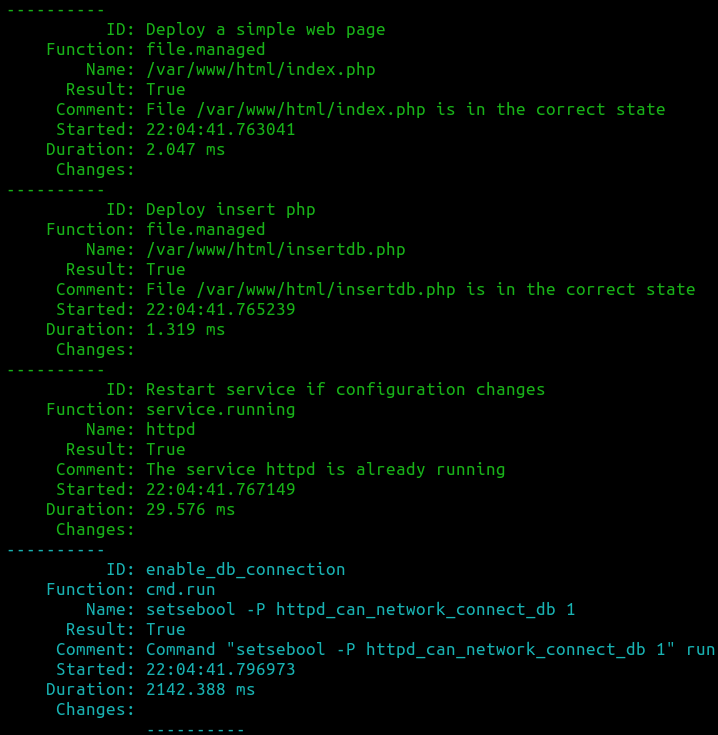 ----------
          ID: Deploy a simple web page
    Function: file.managed
        Name: /var/www/html/index.php
      Result: True
     Comment: File /var/www/html/index.php is in the correct state
     Started: 22:04:41.763041
    Duration: 2.047 ms
     Changes:
----------
          ID: Deploy insert php
    Function: file.managed
        Name: /var/www/html/insertdb.php
      Result: True
     Comment: File /var/www/html/insertdb.php is in the correct state
     Started: 22:04:41.765239
    Duration: 1.319 ms
     Changes:
----------
          ID: Restart service if configuration changes
    Function: service.running
        Name: httpd
      Result: True
     Comment: The service httpd is already running
     Started: 22:04:41.767149
    Duration: 29.576 ms
     Changes:
----------
          ID: enable_db_connection
    Function: cmd.run
        Name: setsebool -P httpd_can_network_connect_db 1
      Result: True
     Comment: Command "setsebool -P httpd_can_network_connect_db 1" run
     Started: 22:04:41.796973
    Duration: 2142.388 ms
     Changes:
              ----------